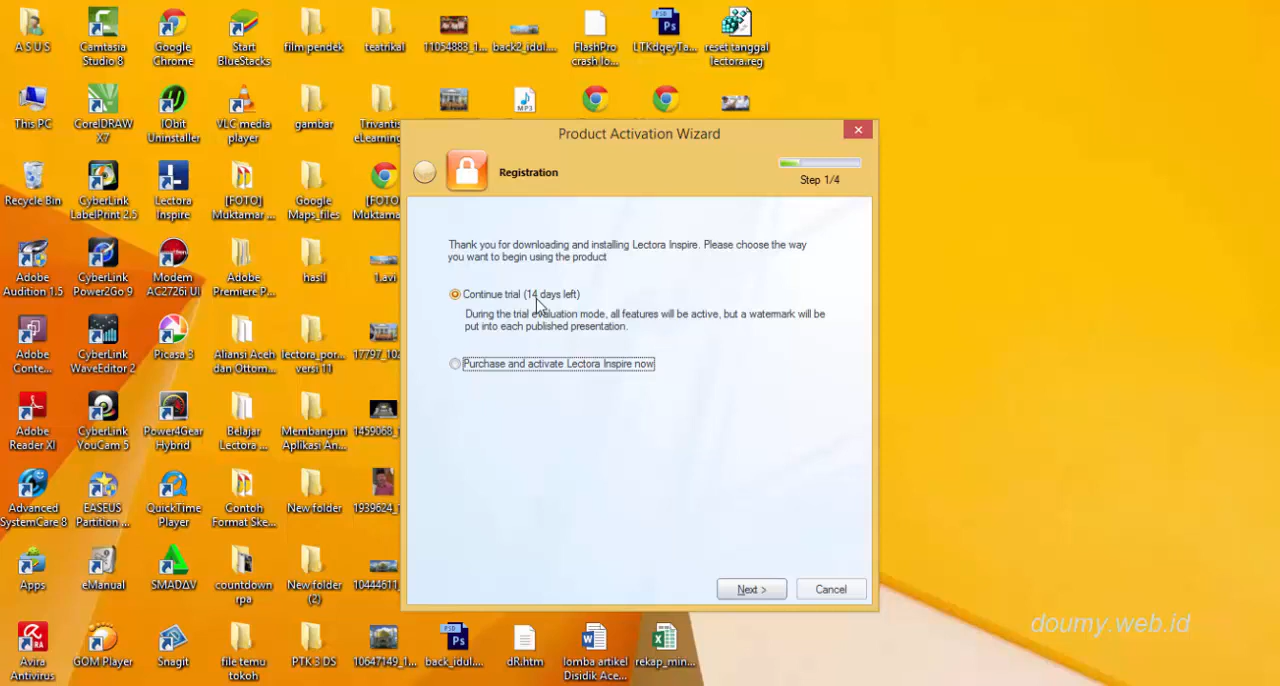 A S U S
Camtasia Studio 8
Google Chrome
Start BlueStacks
film pendek
teatrikal
11054883_1...
back2_idul....
FlashPro crash lo...
LTKdqeyTa...
reset tanggal lectora.reg
This PC
CorelDRAW X7
IObit Uninstaller
VLC media player
gambar
Trivantis eLearning
Recycle Bin
CyberLink LabelPrint 2.5
Lectora Inspire
[FOTO] Muktamar ...
Google Maps_files
[FOTO] Muktamar
Adobe Audition 1.5
CyberLink Power2Go 9
Modem AC2726i UI
Adobe Premiere P...
hasil
1.avi
Adobe Conte...
CyberLink WaveEditor 2
Picasa 3
Aliansi Aceh dan Ottom...
lectora_por... versi 11
17797_102
Adobe Reader XI
CyberLink YouCam 5
Power4Gear Hybrid
Belajar Lectora ...
Membangun Aplikasi An...
1459068_1
Advanced SystemCare 8
EASEUS Partition ...
QuickTime Player
Contoh Format Ske...
New folder
1939624_1
Apps
eManual
SMADΔV
countdown rpa
New folder (2)
10444611_
Avira Antivirus
GOM Player
Snagit
file temu tokoh
PTK 3 DS
10647149_1...
back_idul....
dR.htm
lomba artikel Disidik Ace...
rekap_min...
Product Activation Wizard
Registration
Step 1/4
Thank you for downloading and installing Lectora Inspire. Please choose the way
you want to begin using the product
Continue trial (14 days left)
During the trial evaluation mode, all features will be active, but a watermark will be
put into each published presentation.
Purchase and activate Lectora Inspire now
Next >
Cancel
doumy.web.id